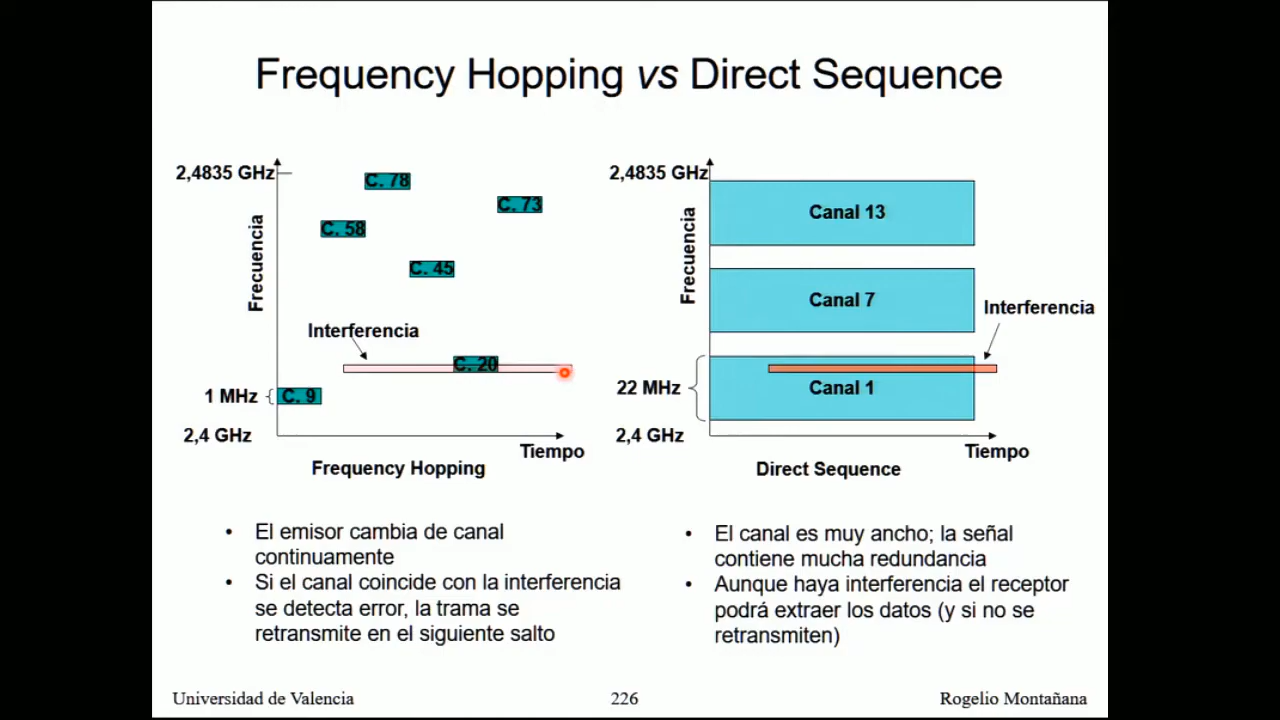 Frequency Hopping vs Direct Sequence
2,4835 GHz
C. 78
C. 73
C. 58
C. 45
Frecuencia
Interferencia
C. 20
1 MHz
C. 9
2,4 GHz
Tiempo
Frequency Hopping
2,4835 GHz
Canal 13
Frecuencia
Canal 7
Interferencia
22 MHz
Canal 1
2,4 GHz
Tiempo
Direct Sequence
• El emisor cambia de canal
continuamente
• Si el canal coincide con la interferencia
se detecta error, la trama se
retransmite en el siguiente salto
• El canal es muy ancho; la señal
contiene mucha redundancia
• Aunque haya interferencia el receptor
podrá extraer los datos (y si no se
retransmiten)
Universidad de Valencia
226
Rogelio Montañana